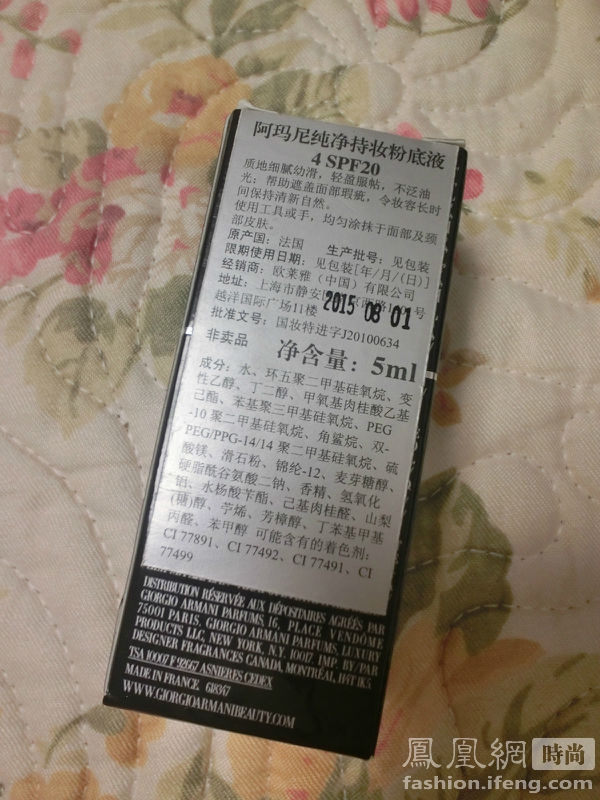 阿玛尼纯净持妆粉底液
4 SPF20
质地细腻幼滑，轻盈服帖，不泛油
光；帮助遮盖面部瑕疵，令妆容长时
间保持清新自然。
使用工具或手，均匀涂抹于面部及颈
部皮肤。
原产国：法国 生产批号：见包装
限期使用日期：见包装[年/月/(日)]
经销商：欧莱雅（中国）有限公司
地址：上海市静安区 西路 号
越洋国际广场11楼
2015 08 01
批准文号：国妆特进字J20100634
非卖品 净含量：5ml
成分：水、环五聚二甲基硅氧烷、变
性乙醇、丁二醇、甲氧基肉桂酸乙基
己酯、苯基聚三甲基硅氧烷、PEG
-10 聚二甲基硅氧烷、角鲨烷、双-
PEG/PPG-14/14 聚二甲基硅氧烷、硫
酸镁、滑石粉、锦纶-12、麦芽糖醇、
硬脂酰谷氨酸二钠、香精、氢氧化
铝、水杨酸苄酯、己基肉桂醛、山梨
(糖)醇、苧烯、芳樟醇、丁苯基甲基
丙醛、苯甲醇 可能含有的着色剂：
CI 77891、CI 77492、CI 77491、CI
77499
DISTRIBUTION RÉSERVÉE AUX DÉPOSITAIRES AGRÉÉS PAR
GIORGIO ARMANI PARFUMS, 16, PLACE VENDÔME
75001 PARIS, GIORGIO ARMANI PARFUMS, LUXURY
PRODUCTS LLC, NEW YORK, N.Y. 10017. IMP. BY/PAR
DESIGNER FRAGRANCES CANADA, MONTRÉAL, H4T 1K5
TSA 10007 F 92667 ASNIERES CEDEX
MADE IN FRANCE 618347
WWW.GIORGIOARMANIBEAUTY.COM
鳳凰網 時尚
fashion.ifeng.com